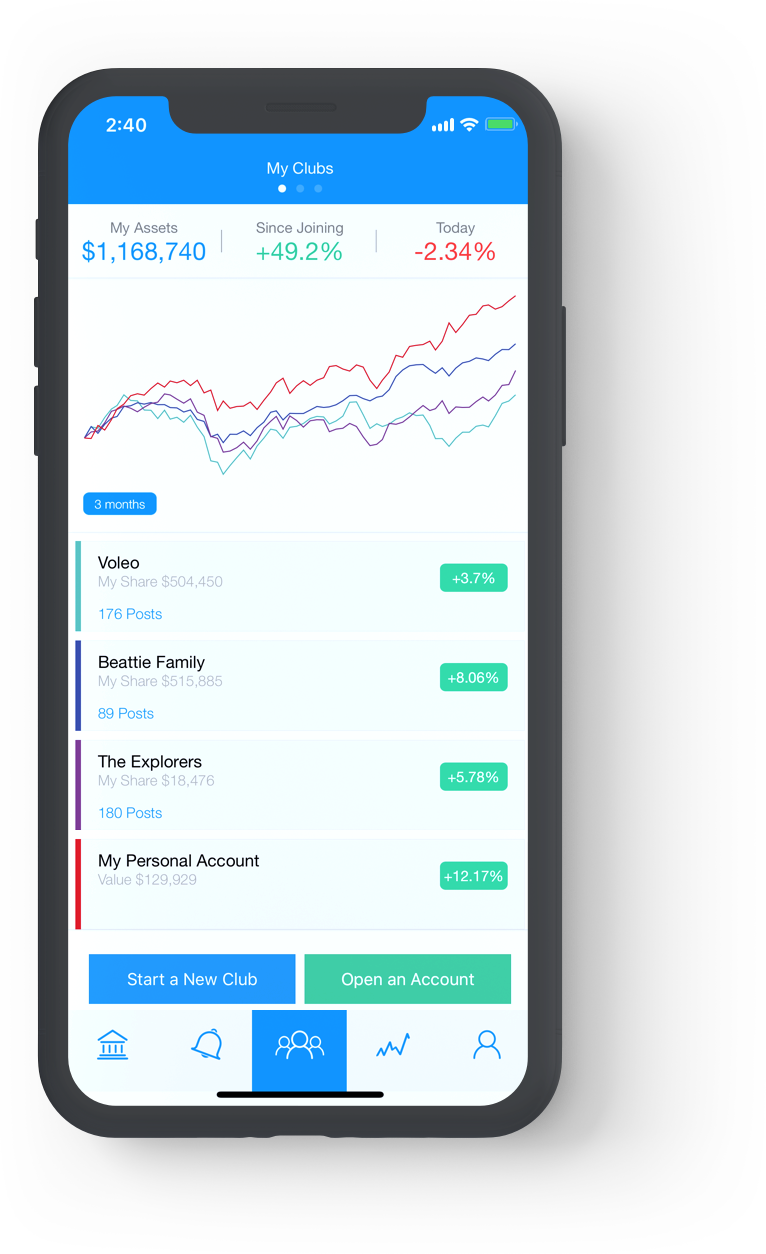 2:40
My Clubs
My Assets
Since Joining
Today
$1,168,740
+49.2%
-2.34%
3 months
Voleo
My Share $504,450
+3.7%
176 Posts
Beattie Family
My Share $515,885
+8.06%
89 Posts
The Explorers
My Share $18,476
+5.78%
180 Posts
My Personal Account
Value $129,929
+12.17%
Start a New Club
Open an Account